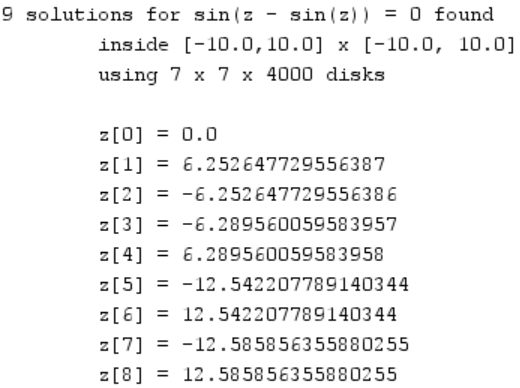 9 solutions for sin(z - sin(z)) = 0 found
inside [-10.0,10.0] x [-10.0, 10.0]
using 7 x 7 x 4000 disks
z[0] = 0.0
z[1] = 6.252647729556387
z[2] = -6.252647729556386
z[3] = -6.289560059583957
z[4] = 6.289560059583958
z[5] = -12.542207789140344
z[6] = 12.542207789140344
z[7] = -12.585856355880255
z[8] = 12.585856355880255